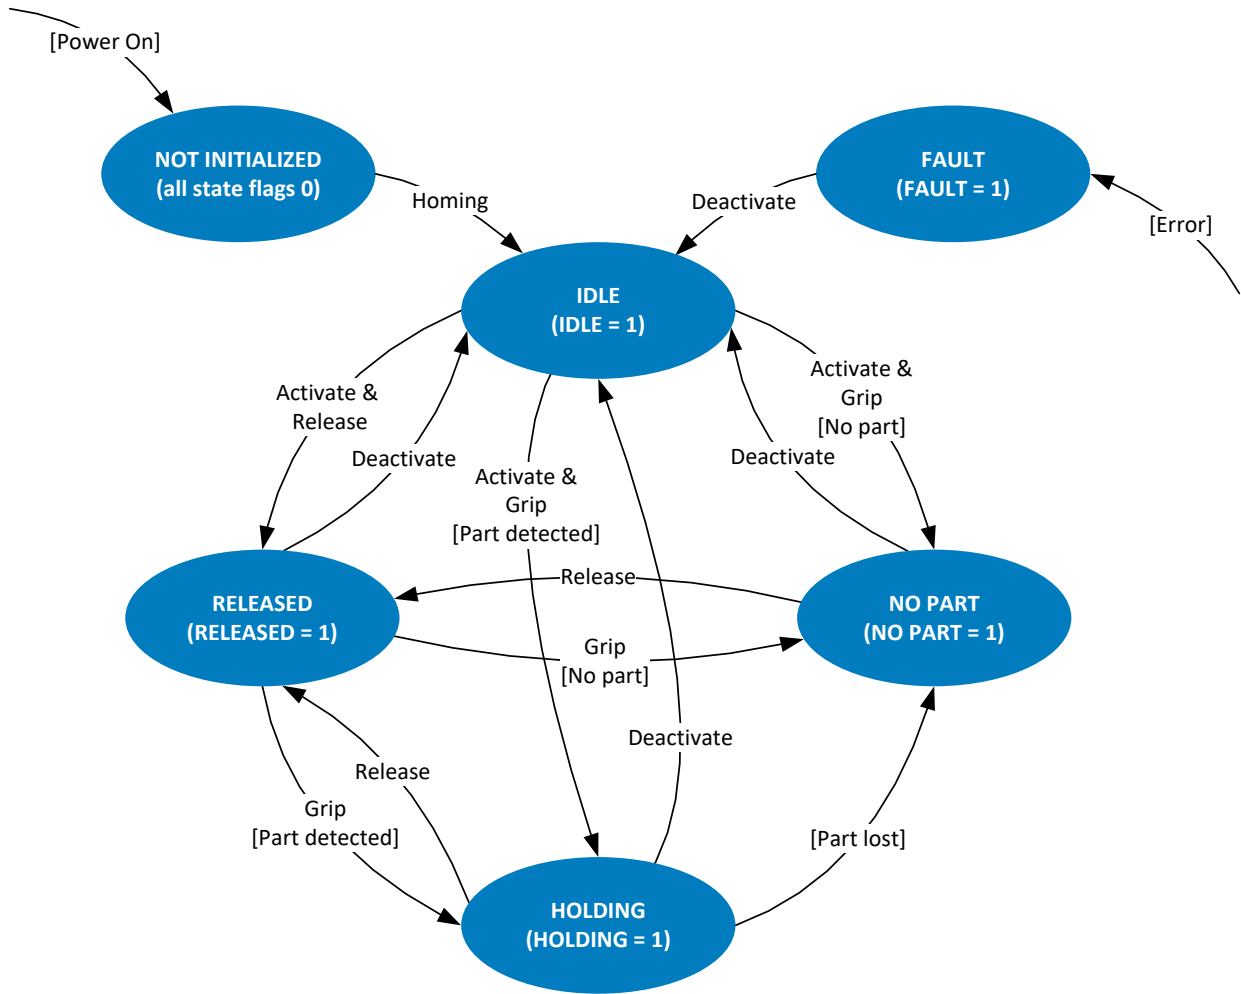 [Power On]
NOT INITIALIZED
(all state flags 0)
FAULT
(FAULT = 1)
Homing
Deactivate
[Error]
IDLE
(IDLE = 1)
Activate &
Release
Deactivate
Activate &
Grip
[Part detected]
Activate &
Grip
[No part]
Deactivate
RELEASED
(RELEASED = 1)
Release
NO PART
(NO PART = 1)
Grip
[No part]
Deactivate
Release
Grip
[Part detected]
[Part lost]
HOLDING
(HOLDING = 1)